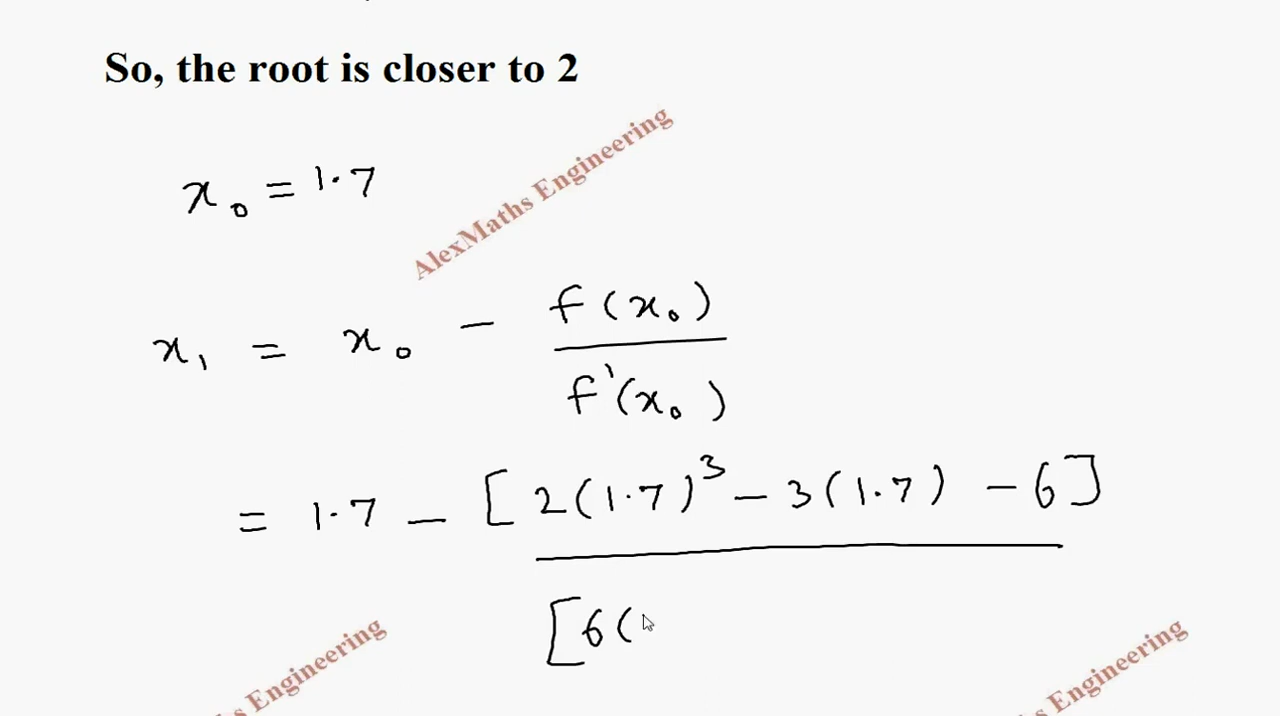 So, the root is closer to 2
AlexMaths Engineering
x₀ = 1.7
x₁ = x₀ - f(x₀) / f'(x₀)
= 1.7 - [2(1.7)³ - 3(1.7) - 6]
[6(
s Engineering
s Engineering